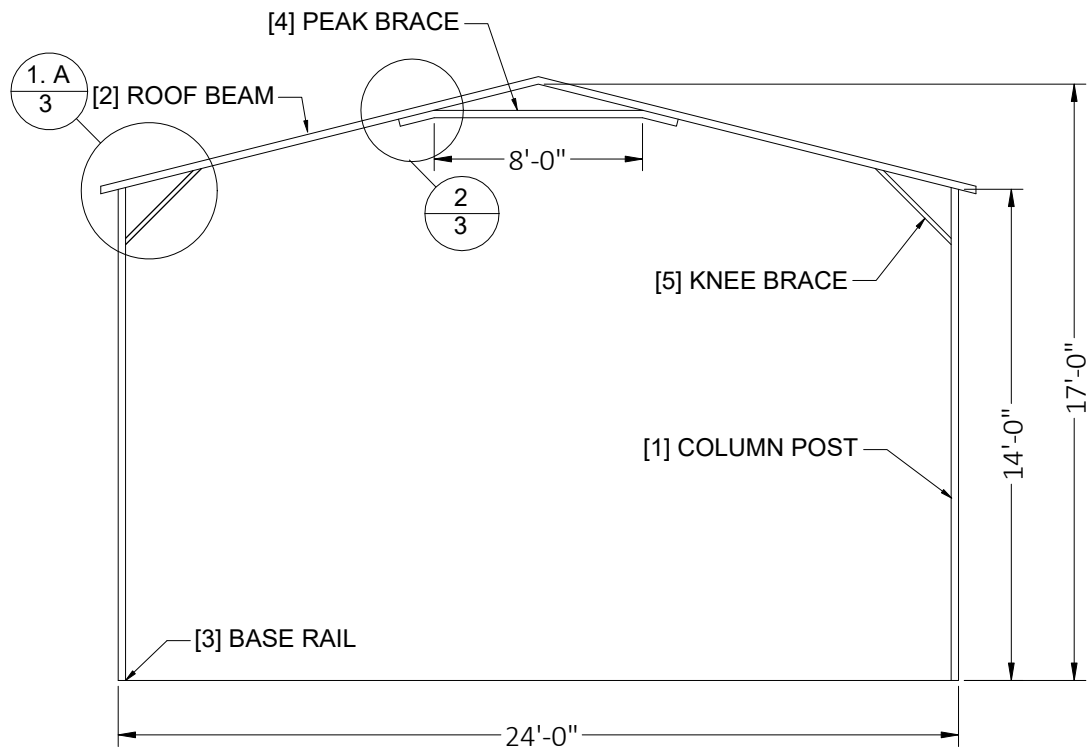 [4] PEAK BRACE
1. A
3
[2] ROOF BEAM
8'-0"
2
3
[5] KNEE BRACE
17'-0"
14'-0"
[1] COLUMN POST
[3] BASE RAIL
24'-0"